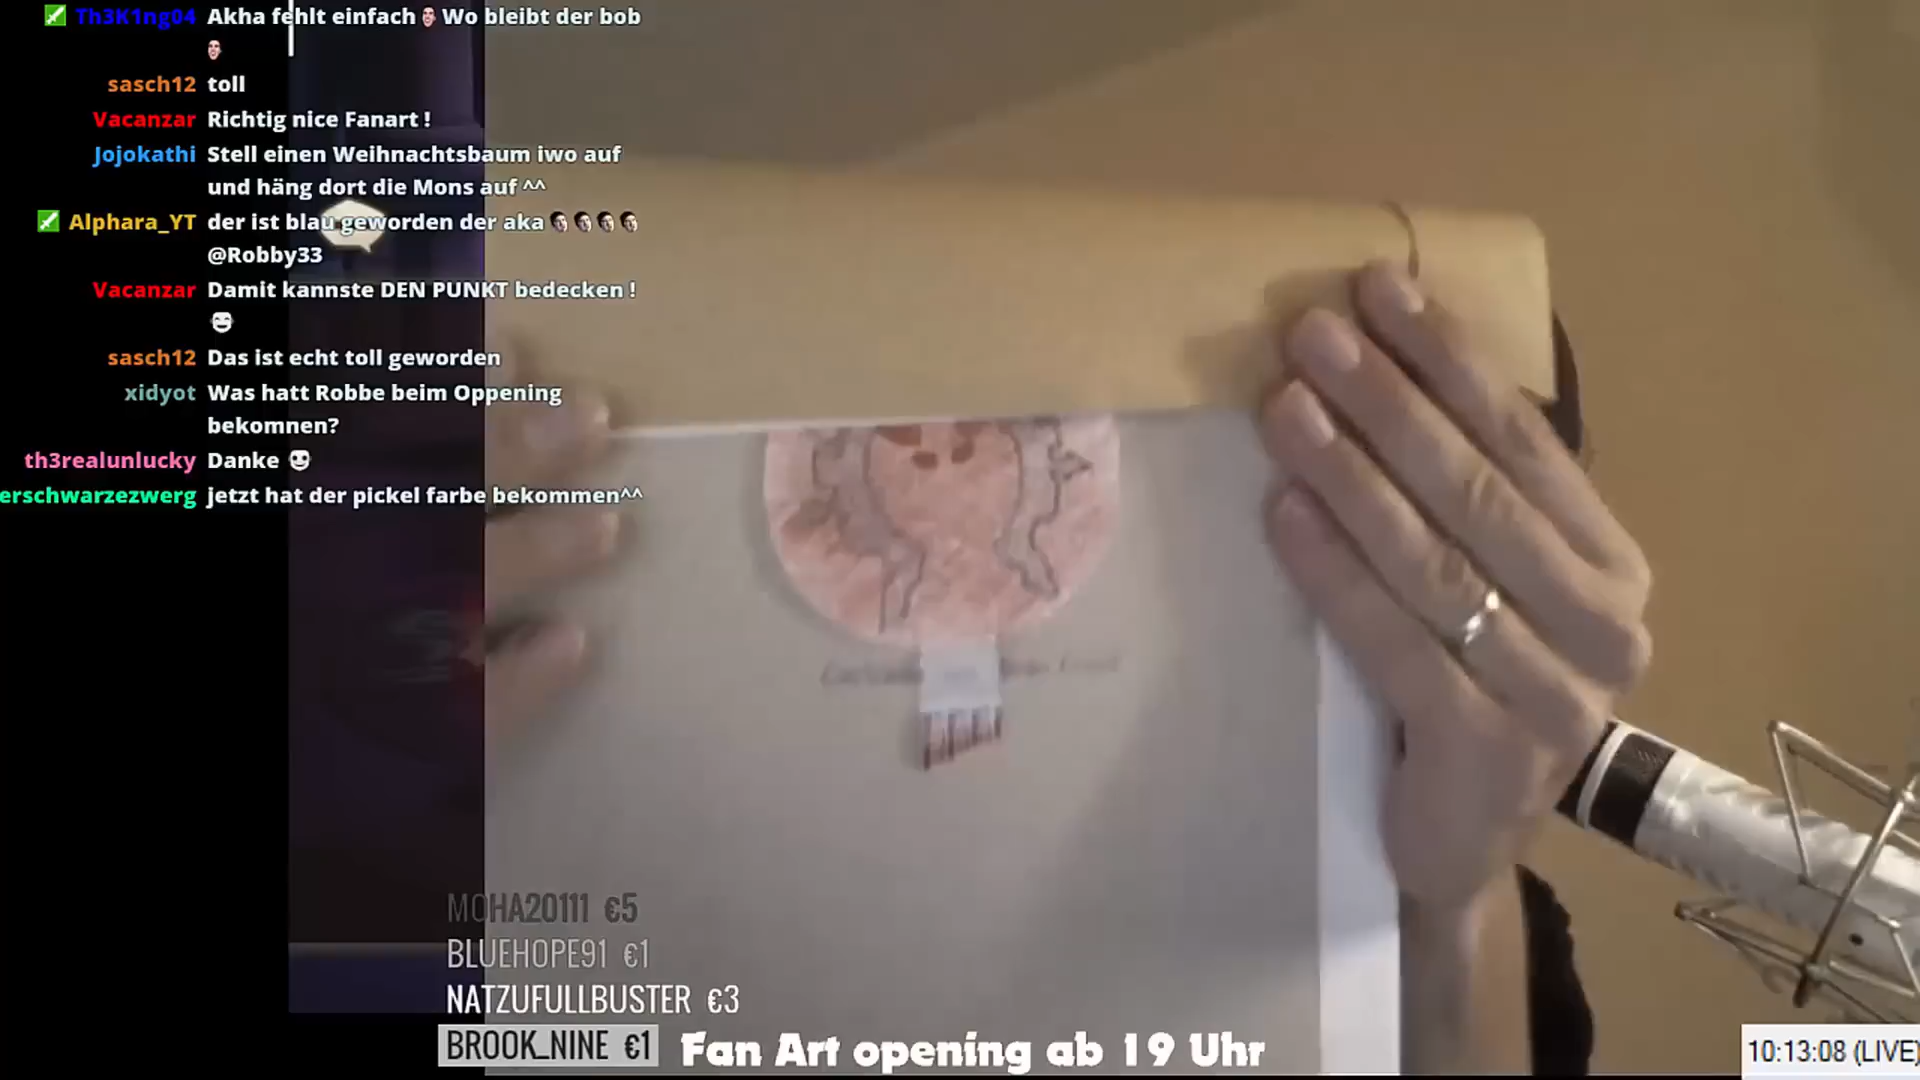 Th3K1ng04 Akha fehlt einfach Wo bleibt der bob
sasch12 toll
Vacanzar Richtig nice Fanart !
Jojokathi Stell einen Weihnachtsbaum iwo auf
und häng dort die Mons auf ^^
Alphara_YT der ist blau geworden der aka
@Robby33
Vacanzar Damit kannste DEN PUNKT bedecken !
sasch12 Das ist echt toll geworden
xidyot Was hatt Robbe beim Oppening
bekomnen?
th3realunlucky Danke
erschwarzezwerg jetzt hat der pickel farbe bekommen^^
MOHA20111 €5
BLUEHOPE91 €1
NATZUFULLBUSTER €3
BROOK_NINE €1
Fan Art opening ab 19 Uhr
10:13:08 (LIVE)